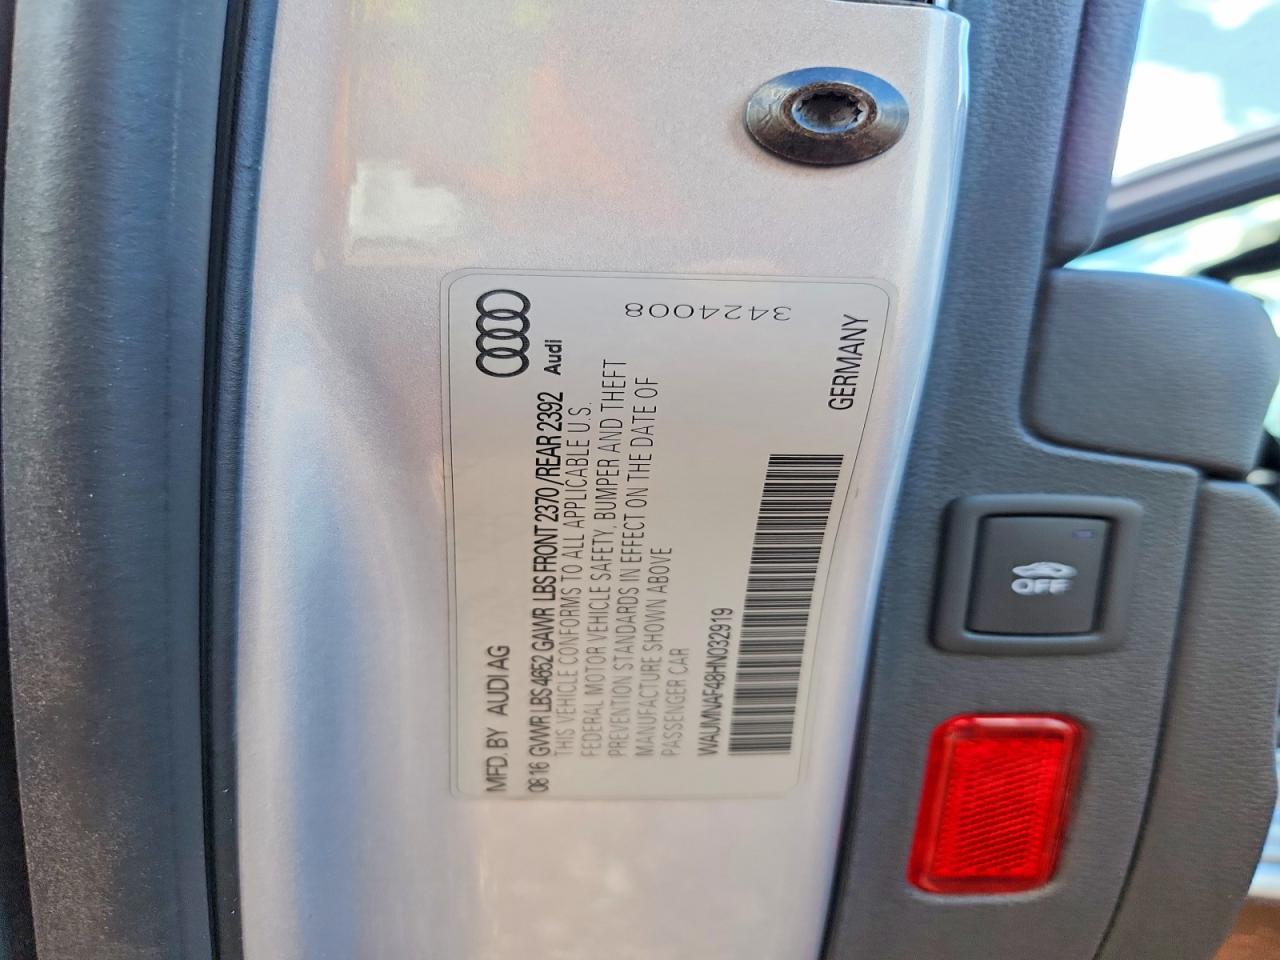 MFD. BY AUDI AG
0816 GVWR LBS 4652 GAWR LBS FRONT 2370/REAR 2392
Audi
THIS VEHICLE CONFORMS TO ALL APPLICABLE U.S.
FEDERAL MOTOR VEHICLE SAFETY, BUMPER AND THEFT
PREVENTION STANDARDS IN EFFECT ON THE DATE OF
MANUFACTURE SHOWN ABOVE
PASSENGER CAR
3424008
WAUMNAF48HN032919
GERMANY
OFF